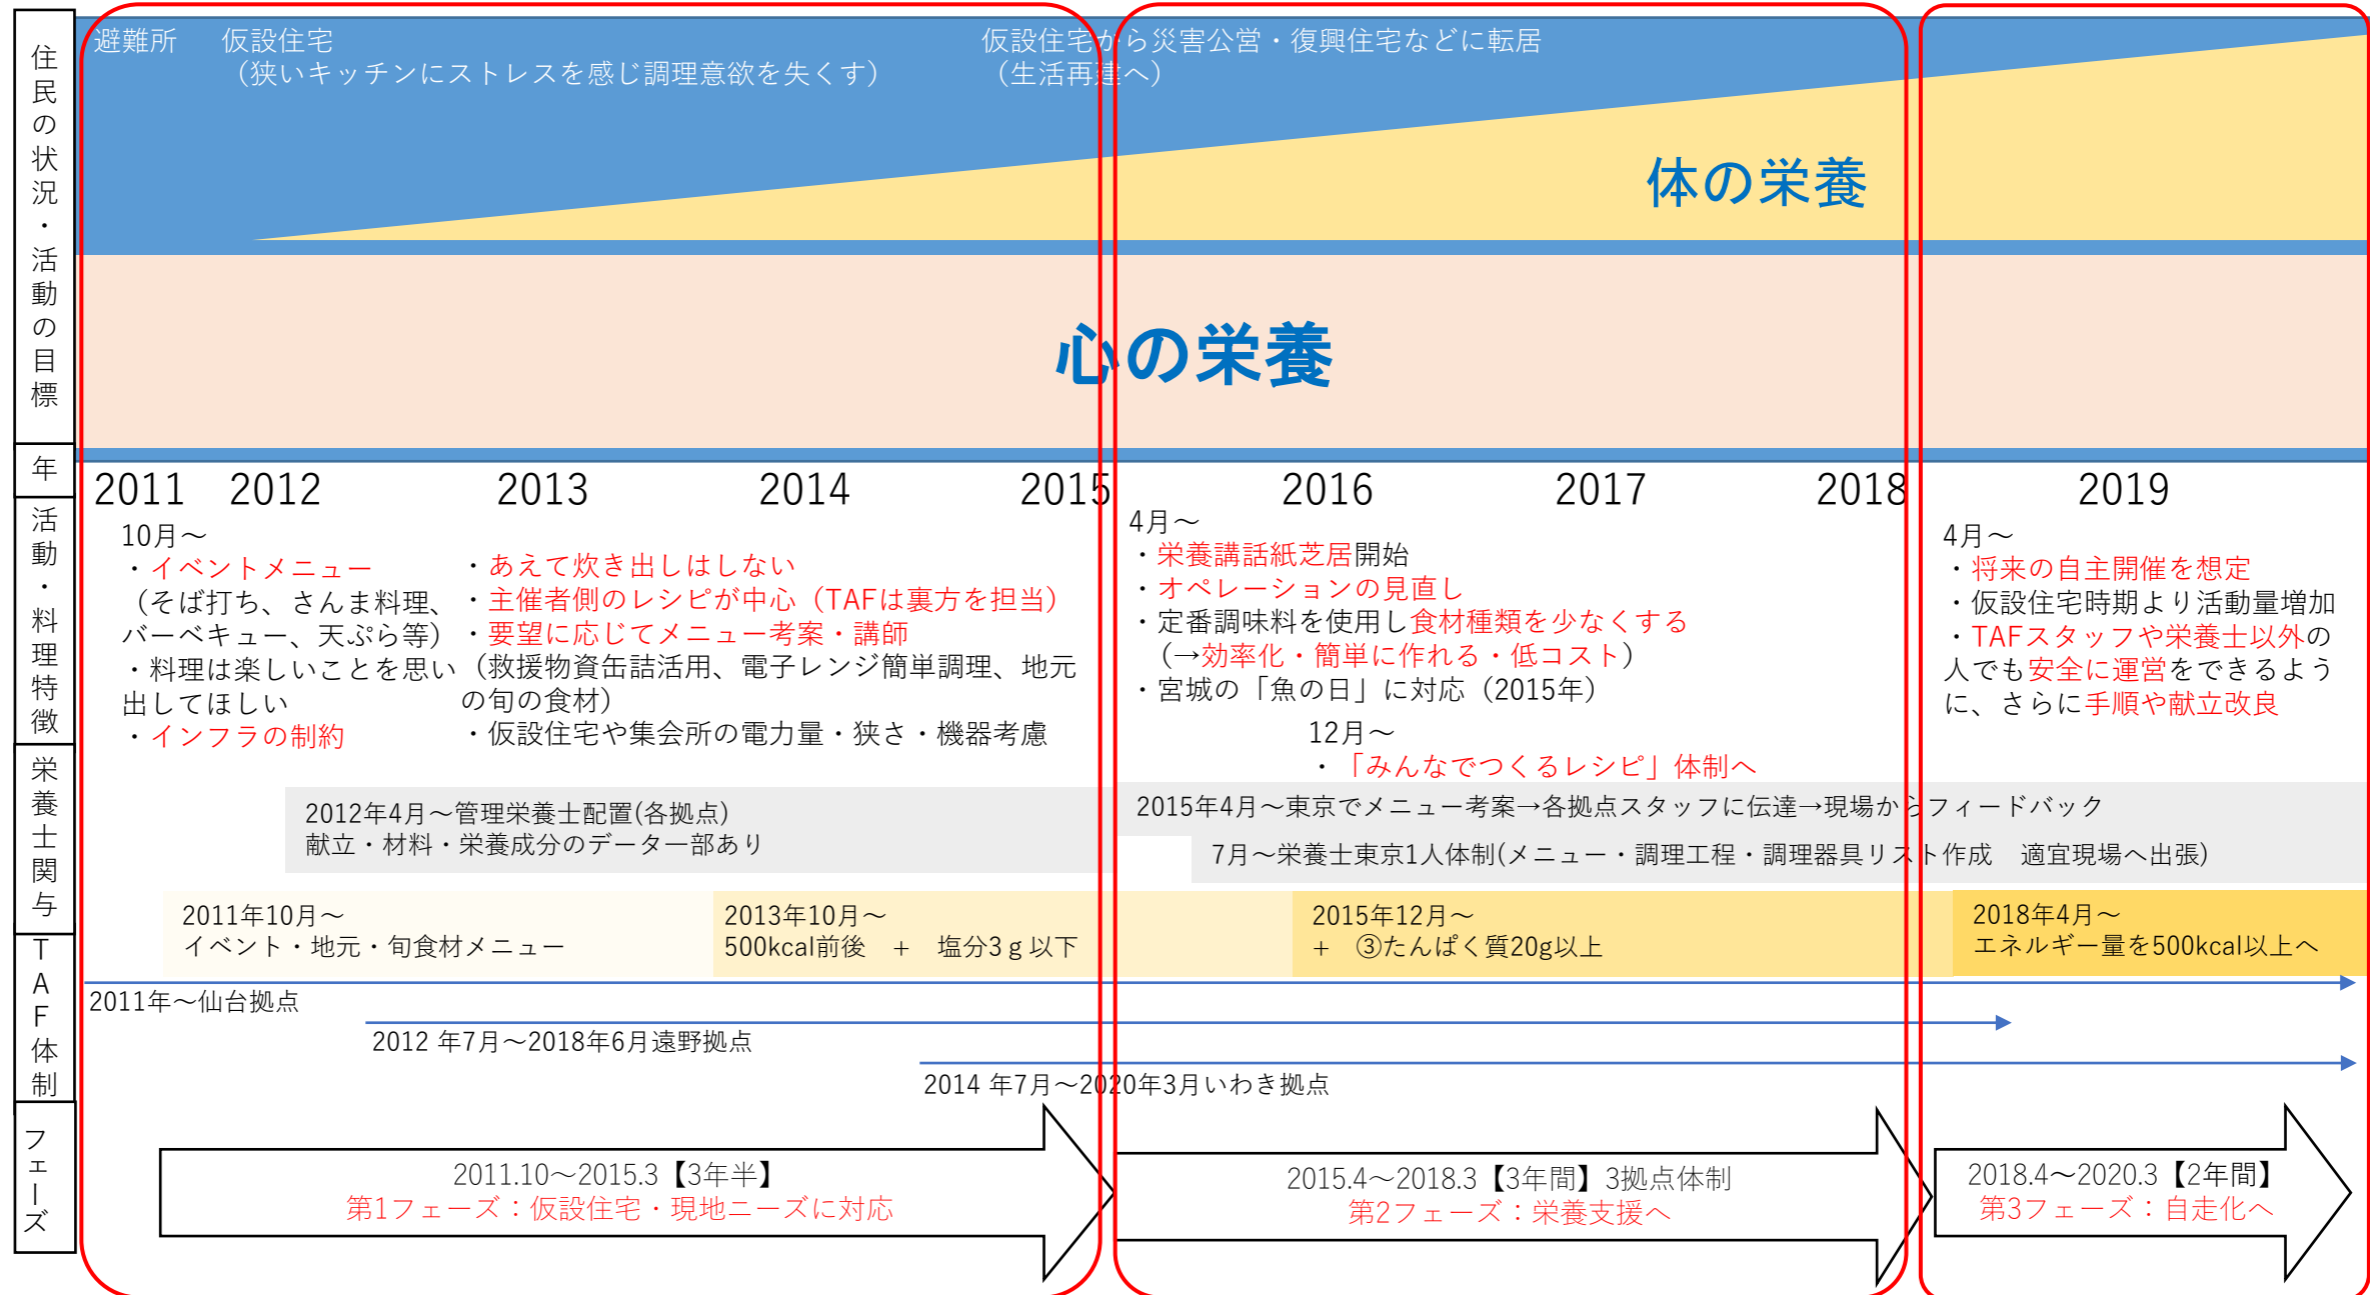 住民の状況・活動の目標
避難所
仮設住宅
（狭いキッチンにストレスを感じ調理意欲を失くす）
仮設住宅から災害公営・復興住宅などに転居
（生活再建へ）
体の栄養
心の栄養
年
2011 2012 2013 2014 2015 2016 2017 2018 2019
活動・料理特徴
10月～
・イベントメニュー
（そば打ち、さんま料理、
バーベキュー、天ぷら等）
・料理は楽しいことを思い
出してほしい
・インフラの制約
・あえて炊き出しはしない
・主催者側のレシピが中心（TAFは裏方を担当）
・要望に応じてメニュー考案・講師
（救援物資缶詰活用、電子レンジ簡単調理、地元
の旬の食材）
・仮設住宅や集会所の電力量・狭さ・機器考慮
4月～
・栄養講話紙芝居開始
・オペレーションの見直し
・定番調味料を使用し食材種類を少なくする
（→効率化・簡単に作れる・低コスト）
・宮城の「魚の日」に対応（2015年）
12月～
・「みんなでつくるレシピ」体制へ
4月～
・将来の自主開催を想定
・仮設住宅時期より活動量増加
・TAFスタッフや栄養士以外の
人でも安全に運営をできるよう
に、さらに手順や献立改良
栄養士関与
2012年4月～管理栄養士配置(各拠点)
献立・材料・栄養成分のデータ一部あり
2015年4月～東京でメニュー考案→各拠点スタッフに伝達→現場からフィードバック
7月～栄養士東京1人体制(メニュー・調理工程・調理器具リスト作成　適宜現場へ出張)
2011年10月～
イベント・地元・旬食材メニュー
2013年10月～
500kcal前後　+　塩分3ｇ以下
2015年12月～
+　③たんぱく質20g以上
2018年4月～
エネルギー量を500kcal以上へ
TAF体制
2011年～仙台拠点
2012 年7月～2018年6月遠野拠点
2014 年7月～2020年3月いわき拠点
フェーズ
2011.10～2015.3【3年半】
第1フェーズ：仮設住宅・現地ニーズに対応
2015.4～2018.3【3年間】3拠点体制
第2フェーズ：栄養支援へ
2018.4～2020.3【2年間】
第3フェーズ：自走化へ